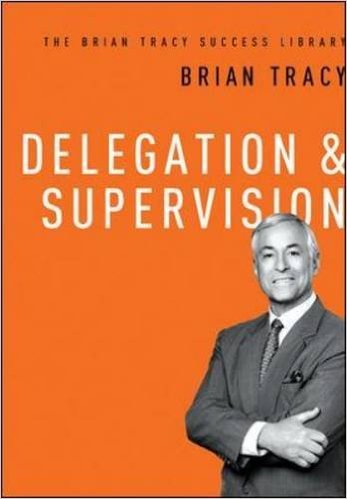 THE BRIAN TRACY SUCCESS LIBRARY
BRIAN TRACY
DELEGATION &
SUPERVISION